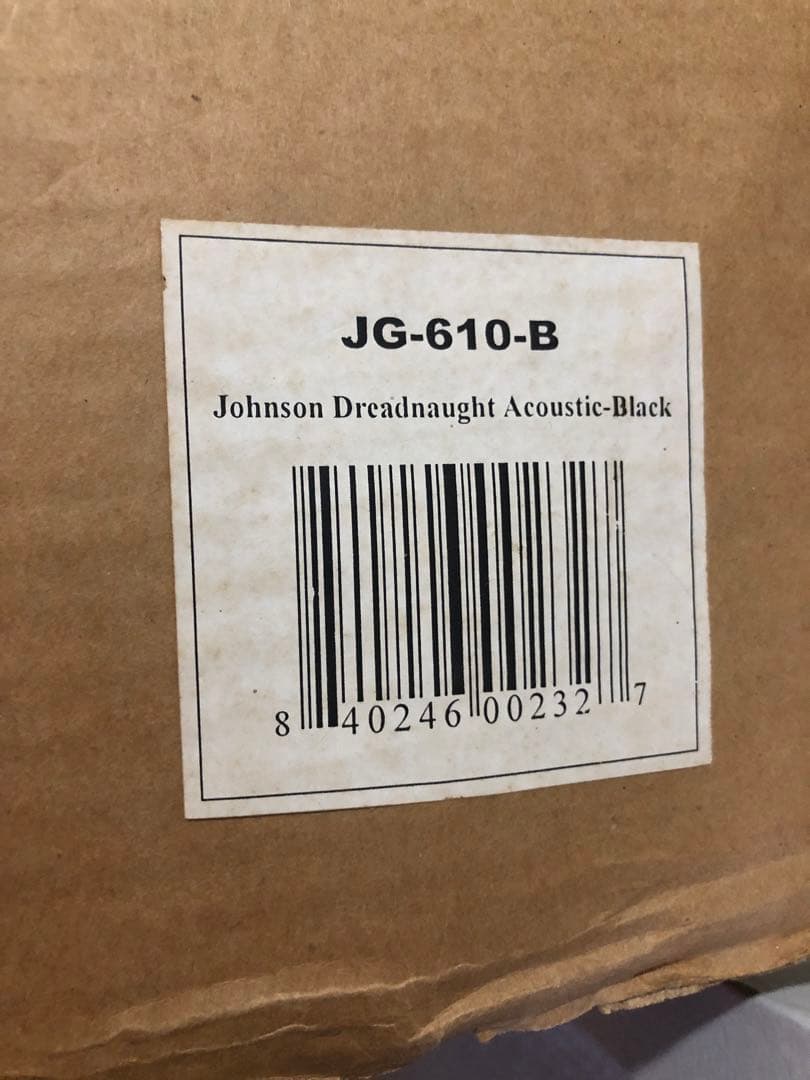 JG-610-B
Johnson Dreadnaught Acoustic-Black
8 40246 00232 7